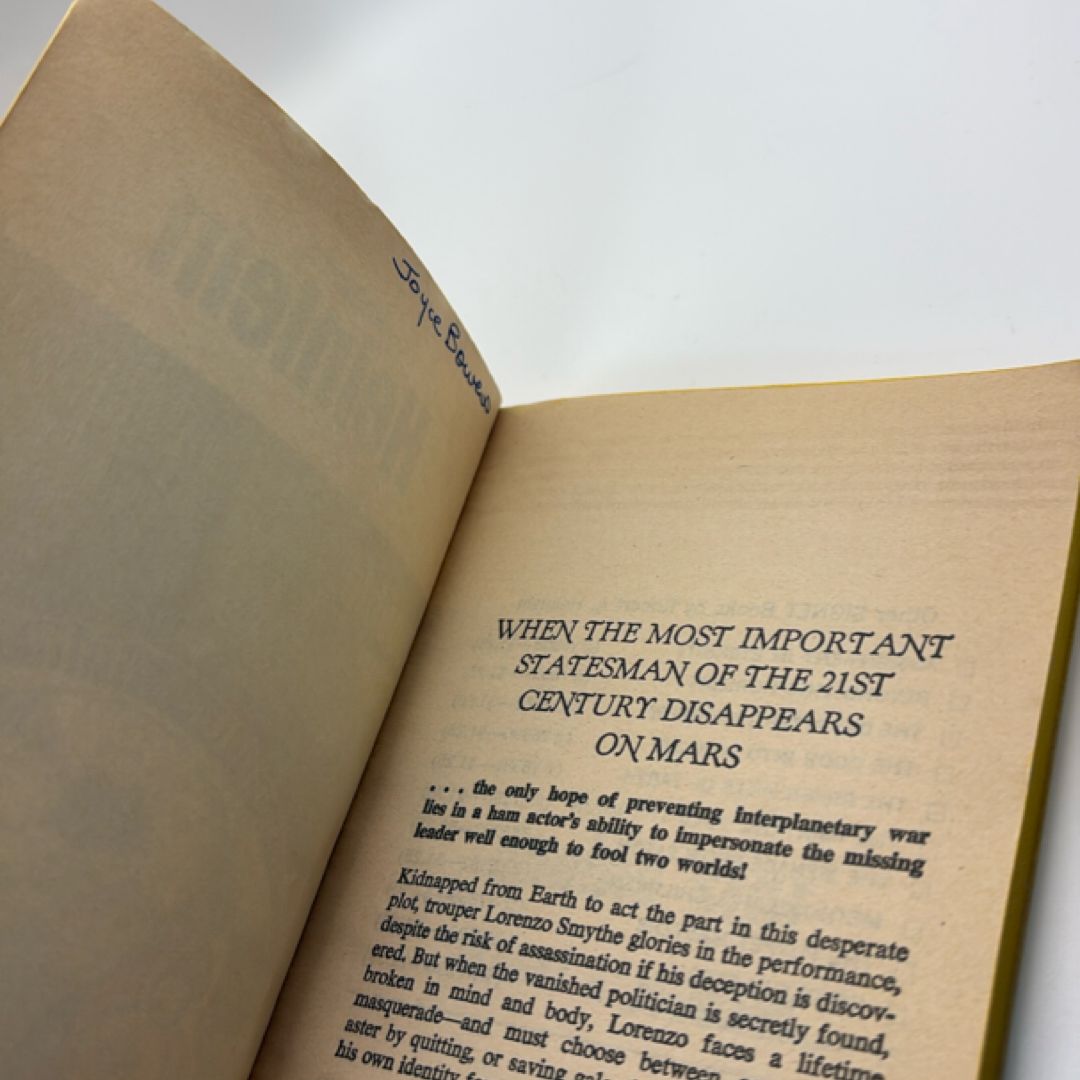 Joyce Bowen
WHEN THE MOST IMPORTANT
STATESMAN OF THE 21ST
CENTURY DISAPPEARS
ON MARS
. . . the only hope of preventing interplanetary war
lies in a ham actor's ability to impersonate the missing
leader well enough to fool two worlds!
Kidnapped from Earth to act the part in this desperate
plot, trouper Lorenzo Smythe glories in the performance,
despite the risk of assassination if his deception is discov-
ered. But when the vanished politician is secretly found,
broken in mind and body, Lorenzo faces a lifetime
masquerade—and must choose between
aster by quitting, or saving
his own identity